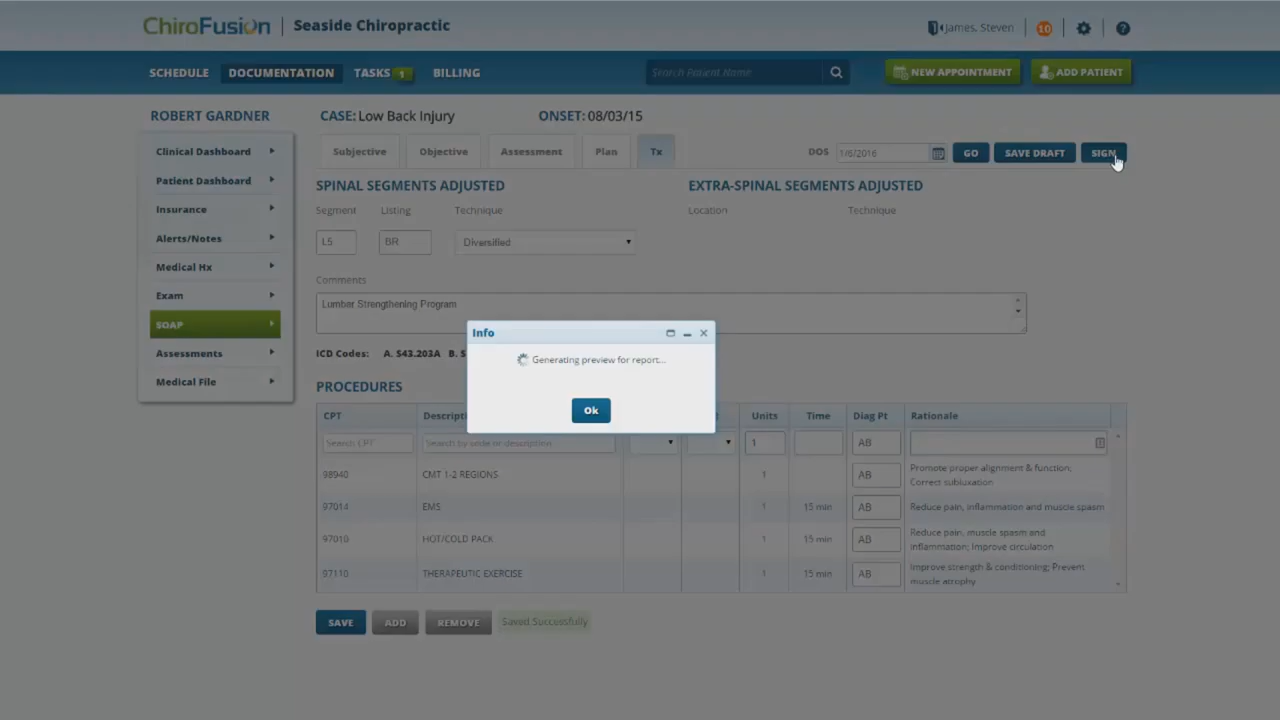 ChiroFusion Seaside Chiropractic James, Steven 10 ?
SCHEDULE DOCUMENTATION TASKS 1 BILLING Search Patient Name NEW APPOINTMENT ADD PATIENT
ROBERT GARDNER CASE: Low Back Injury ONSET: 08/03/15
Clinical Dashboard
Patient Dashboard
Insurance
Alerts/Notes
Medical Hx
Exam
SOAP
Assessments
Medical File
Subjective Objective Assessment Plan Tx DOS 1/6/2016 GO SAVE DRAFT SIGN
SPINAL SEGMENTS ADJUSTED EXTRA-SPINAL SEGMENTS ADJUSTED
Segment Listing Technique Location Technique
L5 BR Diversified
Comments
Lumber Strengthening Program
Info
Generating preview for report...
Ok
ICD Codes: A. S43.203A B. S
PROCEDURES
CPT Descript Units Time Diag Pt Rationale
Search CPT Search by code or description 1 AB
98940 CMT 1-2 REGIONS 1 AB Promote proper alignment & function,
Correct subluxation
97014 EMS 1 15 min AB Reduce pain, inflammation and muscle spasm
97010 HOT/COLD PACK 1 15 min AB Reduce pain, muscle spasm and
inflammation; Improve circulation
97110 THERAPEUTIC EXERCISE 1 15 min AB Improve strength & conditioning; Prevent
muscle atrophy
SAVE ADD REMOVE Saved Successfully